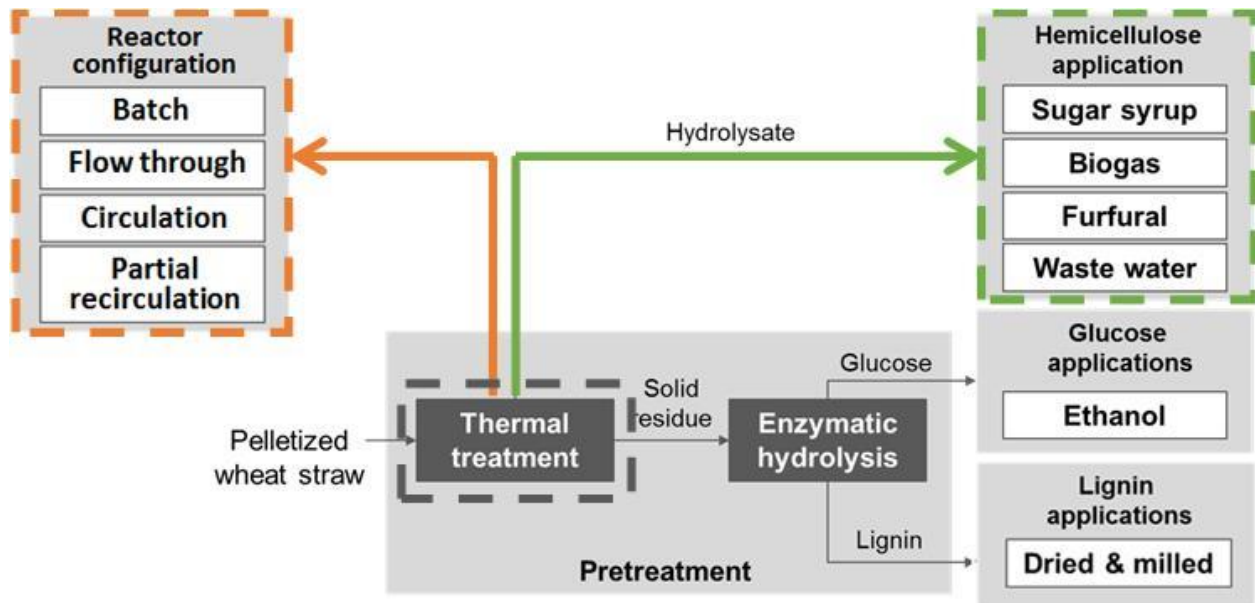 Reactor
configuration
Batch
Flow through
Circulation
Partial
recirculation
Hydrolysate
Hemicellulose
application
Sugar syrup
Biogas
Furfural
Waste water
Pelletized
wheat straw
Thermal
treatment
Solid
residue
Enzymatic
hydrolysis
Glucose
Lignin
Pretreatment
Glucose
applications
Ethanol
Lignin
applications
Dried & milled